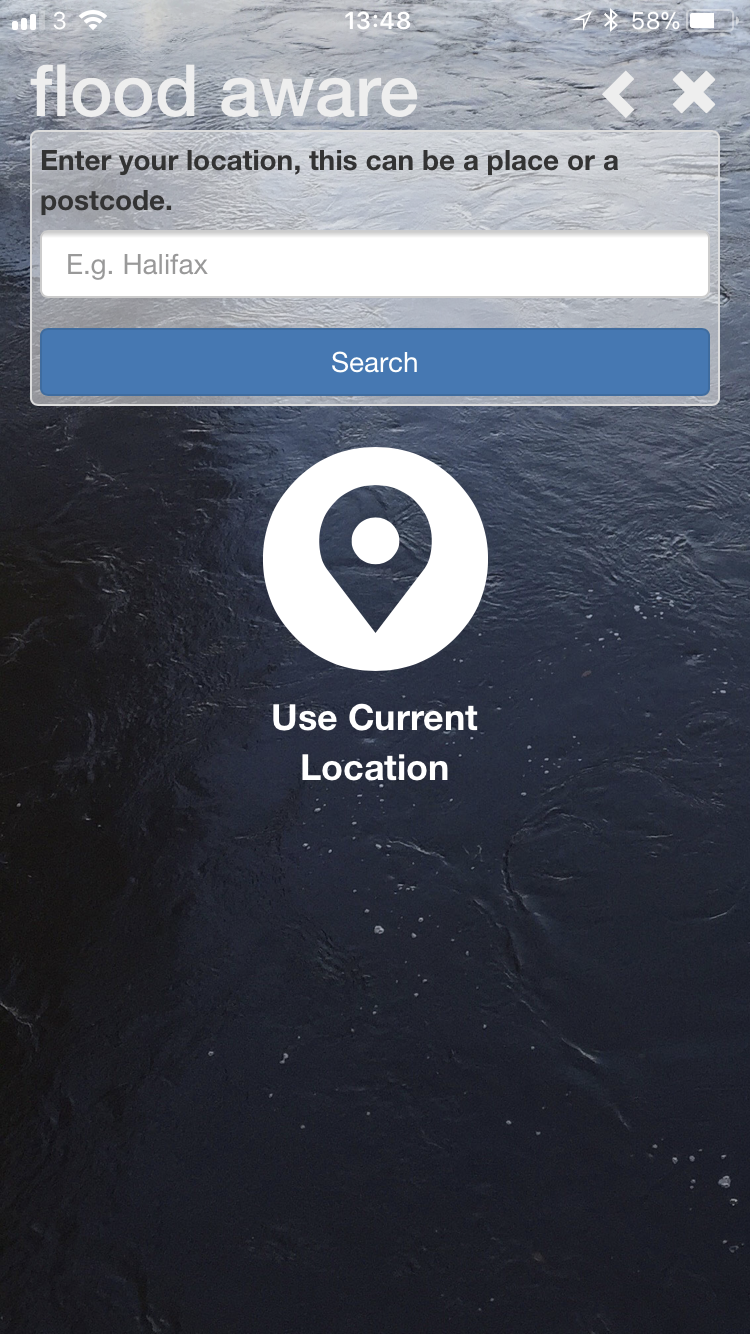 3 13:48 58%
flood aware
Enter your location, this can be a place or a
postcode.
E.g. Halifax
Search
Use Current
Location